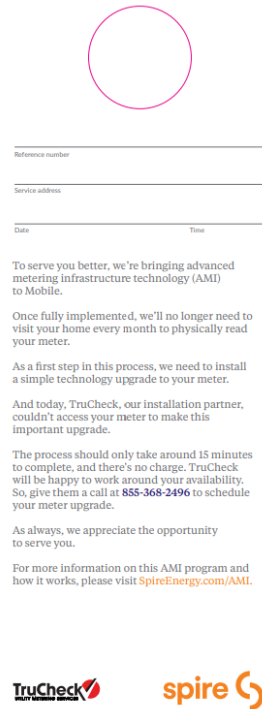 Reference number
Service address
Date Time
To serve you better, we're bringing advanced
metering infrastructure technology (AMI)
to Mobile.
Once fully implemented, we'll no longer need to
visit your home every month to physically read
your meter.
As a first step in this process, we need to install
a simple technology upgrade to your meter.
And today, TruCheck, our installation partner,
couldn't access your meter to make this
important upgrade.
The process should only take around 15 minutes
to complete, and there's no charge. TruCheck
will be happy to work around your availability.
So, give them a call at 855-368-2496 to schedule
your meter upgrade.
As always, we appreciate the opportunity
to serve you.
For more information on this AMI program and
how it works, please visit SpireEnergy.com/AMI.
TruCheck
UTILITY METERING SERVICES
spire